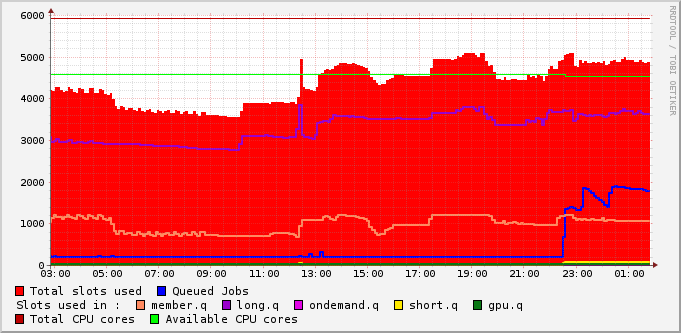 6000
5000
4000
3000
2000
1000
0
03:00 05:00 07:00 09:00 11:00 13:00 15:00 17:00 19:00 21:00 23:00 01:00
RRDTOOL / TOBI OETIKER
Total slots used Queued Jobs
Slots used in : member.q long.q ondemand.q short.q gpu.q
Total CPU cores Available CPU cores